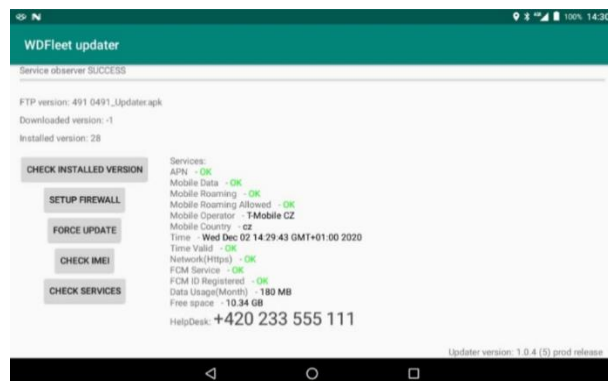 100% 14:30
WDFleet updater
Service observer SUCCESS
FTP version: 491 0491_Updater.apk
Downloaded version: -1
Installed version: 28
CHECK INSTALLED VERSION
SETUP FIREWALL
FORCE UPDATE
CHECK IMEI
CHECK SERVICES
Services:
APN - OK
Mobile Data - OK
Mobile Roaming - OK
Mobile Roaming Allowed - OK
Mobile Operator - T-Mobile CZ
Mobile Country - cz
Time - Wed Dec 02 14:29:43 GMT+01:00 2020
Time Valid - OK
Network(Https) - OK
FCM Service - OK
FCM ID Registered - OK
Data Usage(Month) - 180 MB
Free space - 10.34 GB
HelpDesk: +420 233 555 111
Updater version: 1.0.4 (5) prod release